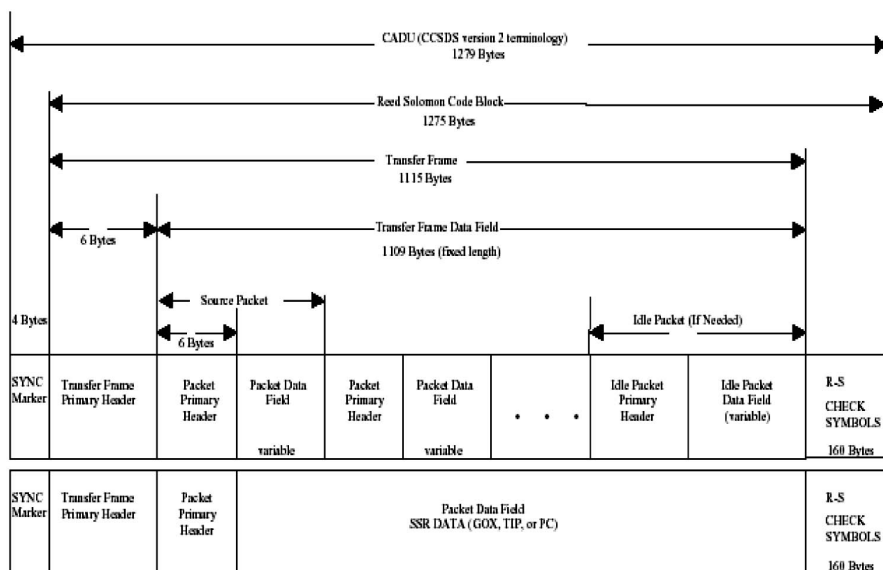 CADU (CCSDS version 2 terminology)
1279 Bytes
Reed Solomon Code Block
1275 Bytes
Transfer Frame
1115 Bytes
6 Bytes
Transfer Frame Data Field
1109 Bytes (fixed length)
Source Packet
4 Bytes
6 Bytes
Idle Packet (If Needed)
SYNC
Marker
Transfer Frame
Primary Header
Packet
Primary
Header
Packet Data
Field
variable
Packet
Primary
Header
Packet Data
Field
variable
. . .
Idle Packet
Primary
Header
Idle Packet
Data Field
(variable)
R-S
CHECK
SYMBOLS
160 Bytes
SYNC
Marker
Transfer Frame
Primary Header
Packet
Primary
Header
Packet Data Field
SSR DATA (GOX, TIP, or PC)
R-S
CHECK
SYMBOLS
160 Bytes